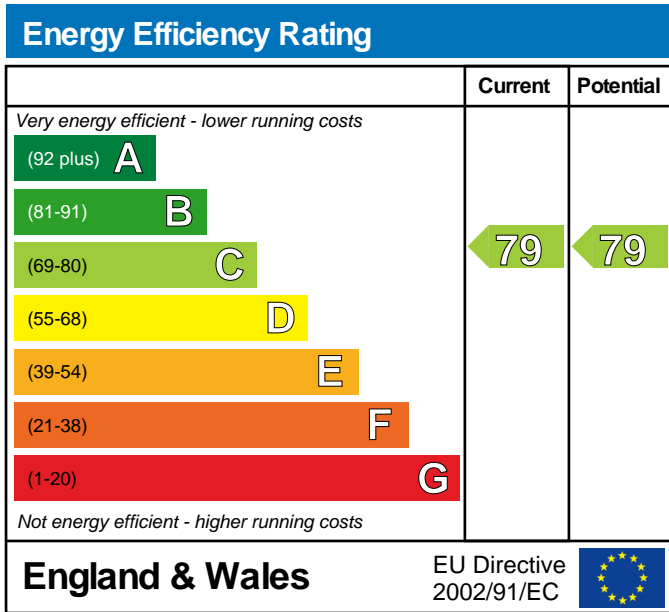 Energy Efficiency Rating
Current Potential
Very energy efficient - lower running costs
(92 plus) A
(81-91) B
(69-80) C
79 79
(55-68) D
(39-54) E
(21-38) F
(1-20) G
Not energy efficient - higher running costs
England & Wales
EU Directive
2002/91/EC